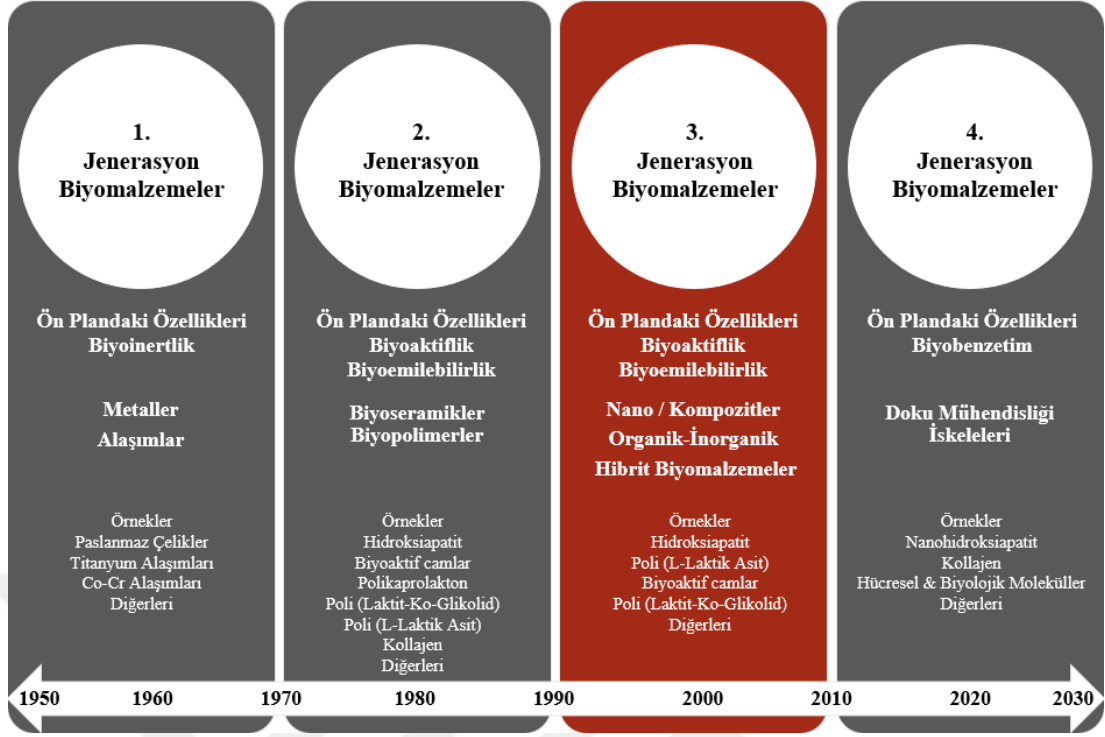 1.
Jenerasyon
Biyomalzemeler
Ön Plandaki Özellikleri
Biyoinertlik
Metaller
Alaşımlar
Örnekler
Paslanmaz Çelikler
Titanyum Alaşımları
Co-Cr Alaşımları
Diğerleri
2.
Jenerasyon
Biyomalzemeler
Ön Plandaki Özellikleri
Biyoaktiflik
Biyoemilebilirlik
Biyoseramikler
Biyopolimerler
Örnekler
Hidroksiapatit
Biyoaktif camlar
Polikaprolakton
Poli (Laktit-Ko-Glikolid)
Poli (L-Laktik Asit)
Kollajen
Diğerleri
3.
Jenerasyon
Biyomalzemeler
Ön Plandaki Özellikleri
Biyoaktiflik
Biyoemilebilirlik
Nano / Kompozitler
Organik-İnorganik
Hibrit Biyomalzemeler
Örnekler
Hidroksiapatit
Poli (L-Laktik Asit)
Biyoaktif camlar
Poli (Laktit-Ko-Glikolid)
Diğerleri
4.
Jenerasyon
Biyomalzemeler
Ön Plandaki Özellikleri
Biyobenzetim
Doku Mühendisliği
İskeleleri
Örnekler
Nanohidroksiapatit
Kollajen
Hücresel & Biyolojik Moleküller
Diğerleri
1950 1960 1970 1980 1990 2000 2010 2020 2030